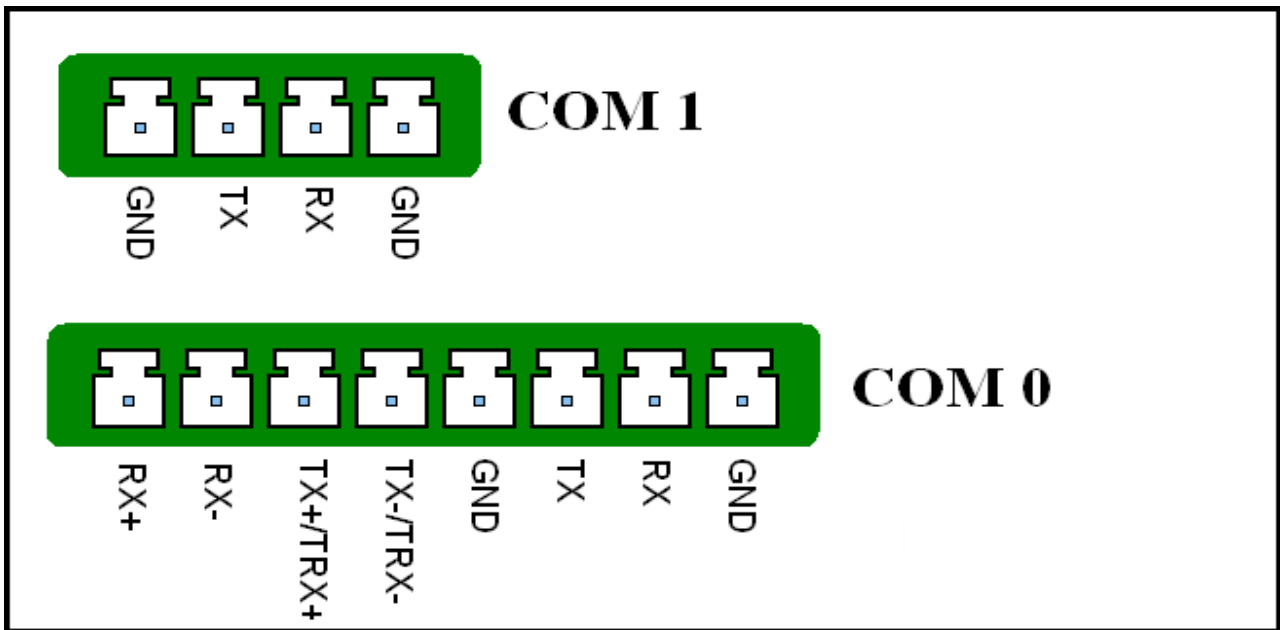 COM 1
GND TX RX GND
COM 0
RX+ RX- TX+/TRX+ TX-/TRX- GND TX RX GND